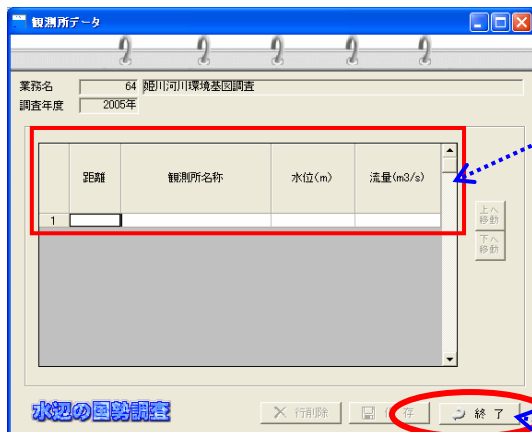 観測所データ
業務名 64 姫川河川環境基図調査
調査年度 2005年
距離 観測所名称 水位(m) 流量(m3/s)
1
上へ
移動
下へ
移動
水辺の国勢調査
行削除 保存 終了